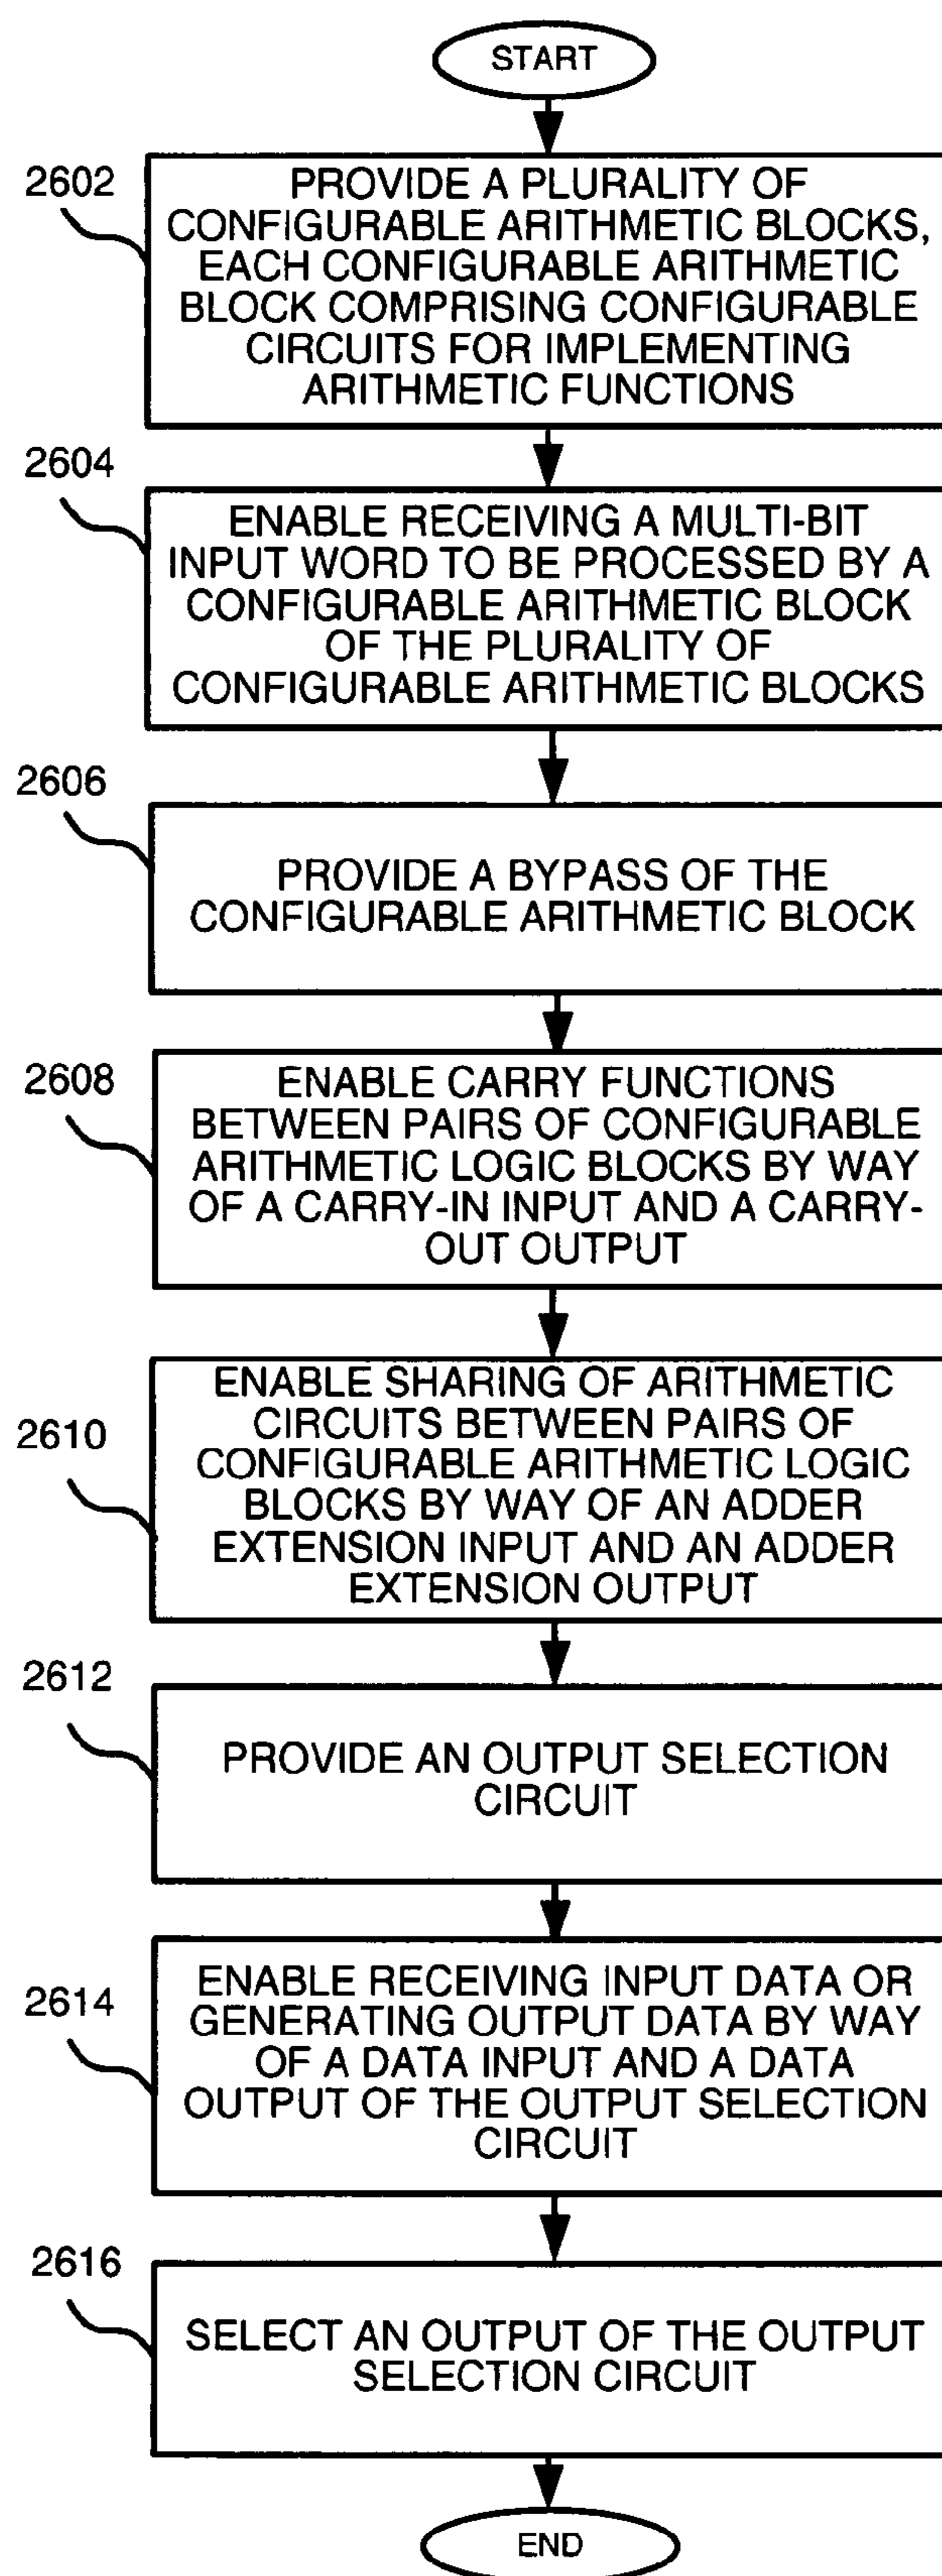 START
2602
PROVIDE A PLURALITY OF
CONFIGURABLE ARITHMETIC BLOCKS,
EACH CONFIGURABLE ARITHMETIC
BLOCK COMPRISING CONFIGURABLE
CIRCUITS FOR IMPLEMENTING
ARITHMETIC FUNCTIONS
2604
ENABLE RECEIVING A MULTI-BIT
INPUT WORD TO BE PROCESSED BY A
CONFIGURABLE ARITHMETIC BLOCK
OF THE PLURALITY OF
CONFIGURABLE ARITHMETIC BLOCKS
2606
PROVIDE A BYPASS OF THE
CONFIGURABLE ARITHMETIC BLOCK
2608
ENABLE CARRY FUNCTIONS
BETWEEN PAIRS OF CONFIGURABLE
ARITHMETIC LOGIC BLOCKS BY WAY
OF A CARRY-IN INPUT AND A CARRY-
OUT OUTPUT
2610
ENABLE SHARING OF ARITHMETIC
CIRCUITS BETWEEN PAIRS OF
CONFIGURABLE ARITHMETIC LOGIC
BLOCKS BY WAY OF AN ADDER
EXTENSION INPUT AND AN ADDER
EXTENSION OUTPUT
2612
PROVIDE AN OUTPUT SELECTION
CIRCUIT
2614
ENABLE RECEIVING INPUT DATA OR
GENERATING OUTPUT DATA BY WAY
OF A DATA INPUT AND A DATA
OUTPUT OF THE OUTPUT SELECTION
CIRCUIT
2616
SELECT AN OUTPUT OF THE OUTPUT
SELECTION CIRCUIT
END